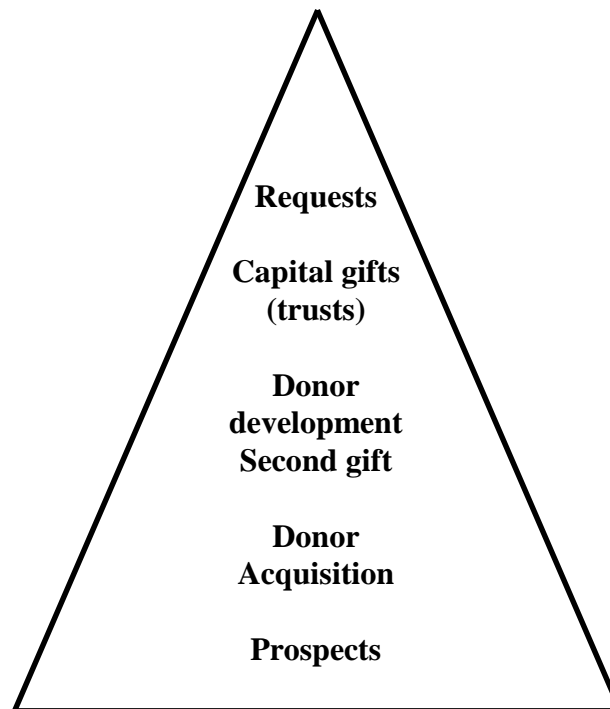 Requests
Capital gifts
(trusts)
Donor
development
Second gift
Donor
Acquisition
Prospects